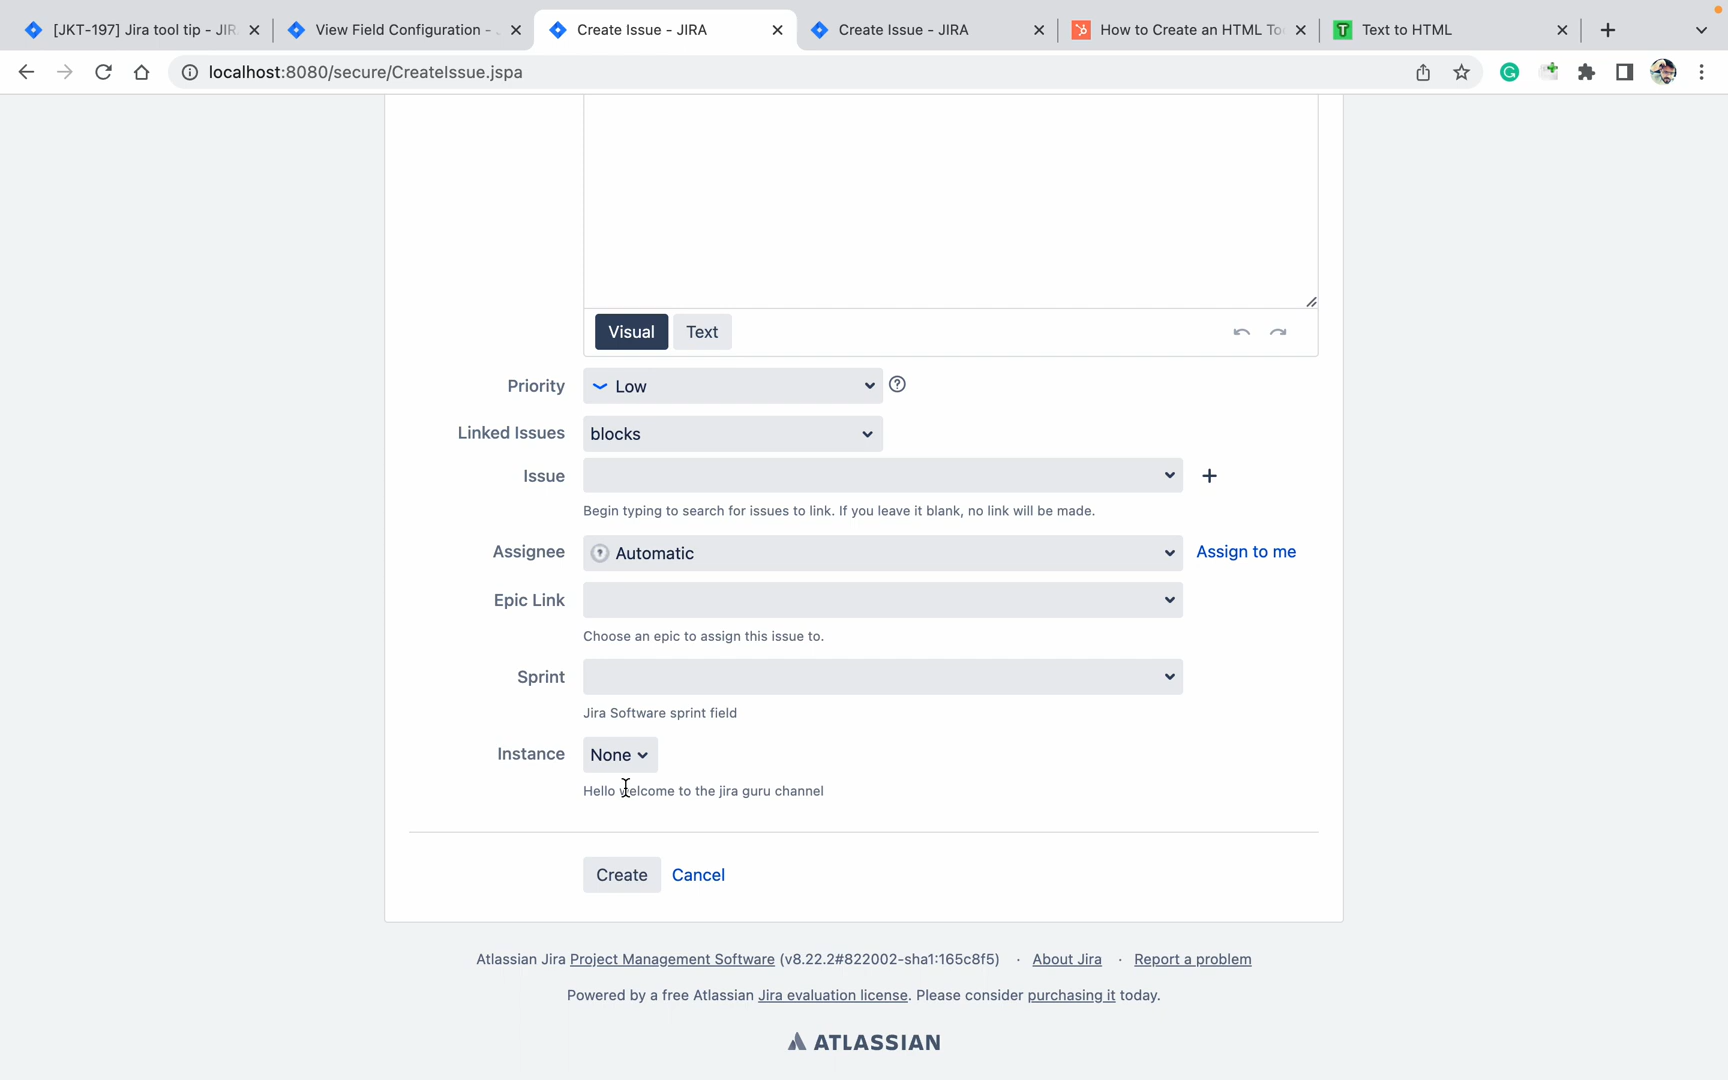 [JKT-197] Jira tool tip - JIR
View Field Configuration -
Create Issue - JIRA
Create Issue - JIRA
How to Create an HTML To
Text to HTML
localhost:8080/secure/CreateIssue.jspa
Visual Text
Priority Low
Linked Issues blocks
Issue
Begin typing to search for issues to link. If you leave it blank, no link will be made.
Assignee Automatic Assign to me
Epic Link
Choose an epic to assign this issue to.
Sprint
Jira Software sprint field
Instance None
Hello welcome to the jira guru channel
Create Cancel
Atlassian Jira Project Management Software (v8.22.2#822002-sha1:165c8f5) · About Jira · Report a problem
Powered by a free Atlassian Jira evaluation license. Please consider purchasing it today.
ATLASSIAN